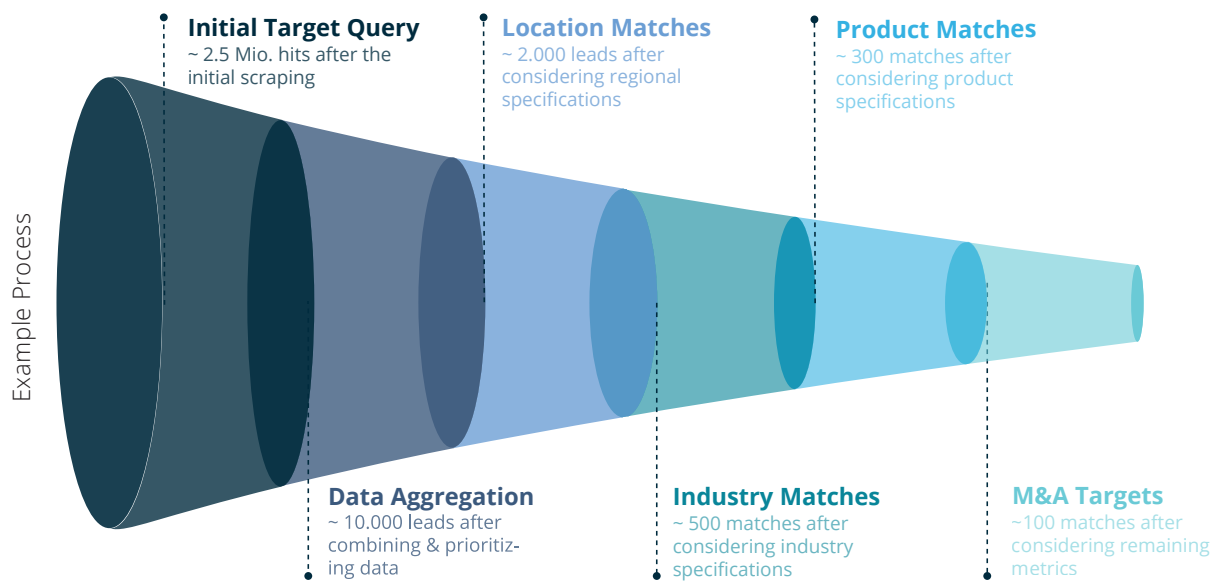 Initial Target Query
~ 2.5 Mio. hits after the
initial scraping
Location Matches
~ 2.000 leads after
considering regional
specifications
Product Matches
~ 300 matches after
considering product
specifications
Example Process
Data Aggregation
~ 10.000 leads after
combining & prioritiz-
ing data
Industry Matches
~ 500 matches after
considering industry
specifications
M&A Targets
~100 matches after
considering remaining
metrics